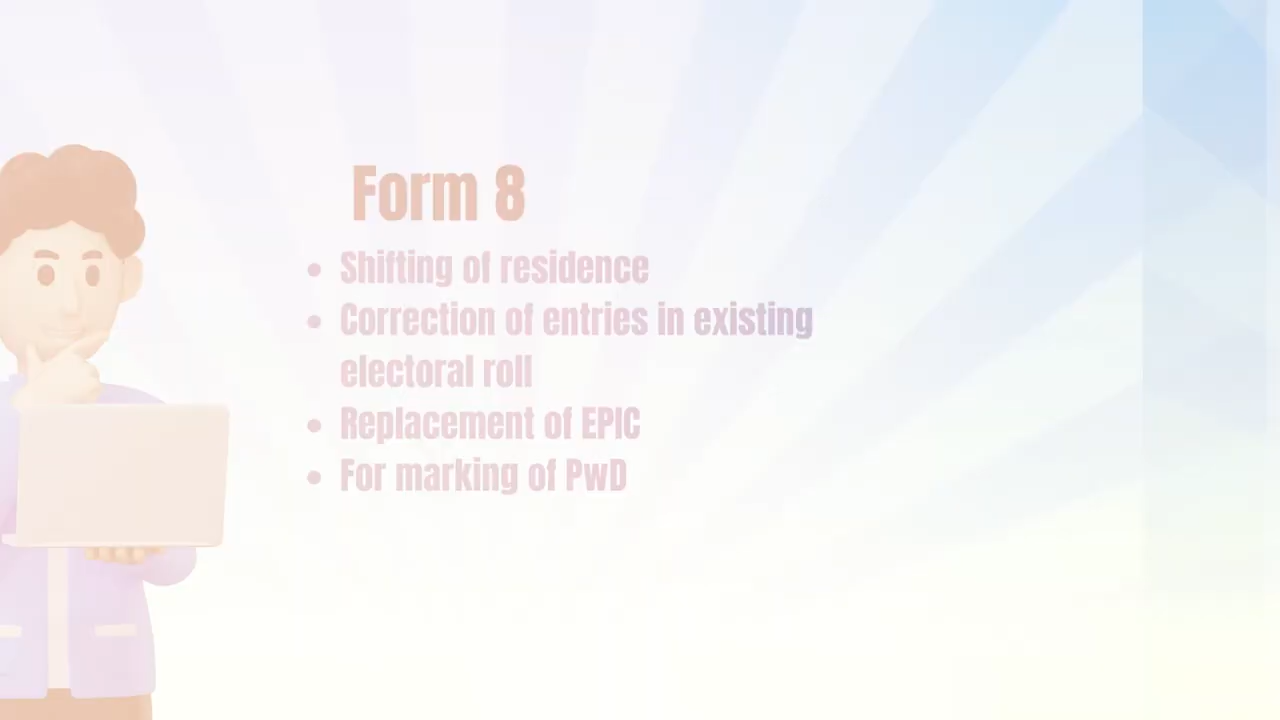 Form 8
• Shifting of residence
• Correction of entries in existing
electoral roll
• Replacement of EPIC
• For marking of PwD